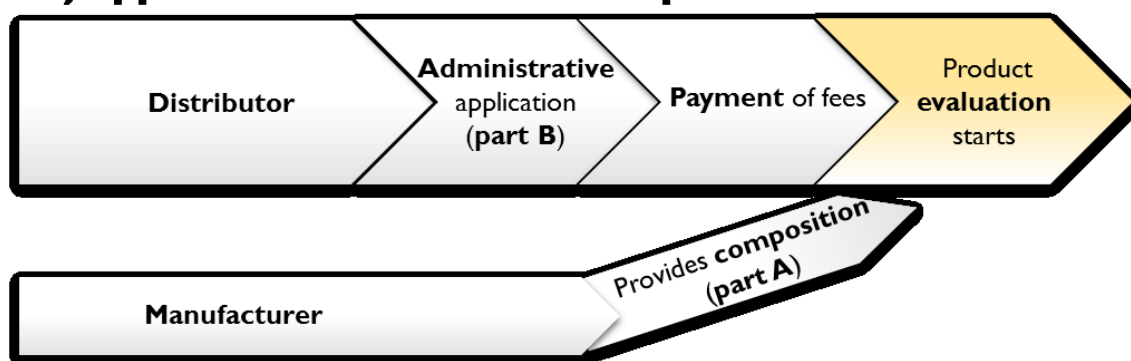 Distributor
Administrative
application
(part B)
Payment of fees
Product
evaluation
starts
Provides composition
(part A)
Manufacturer